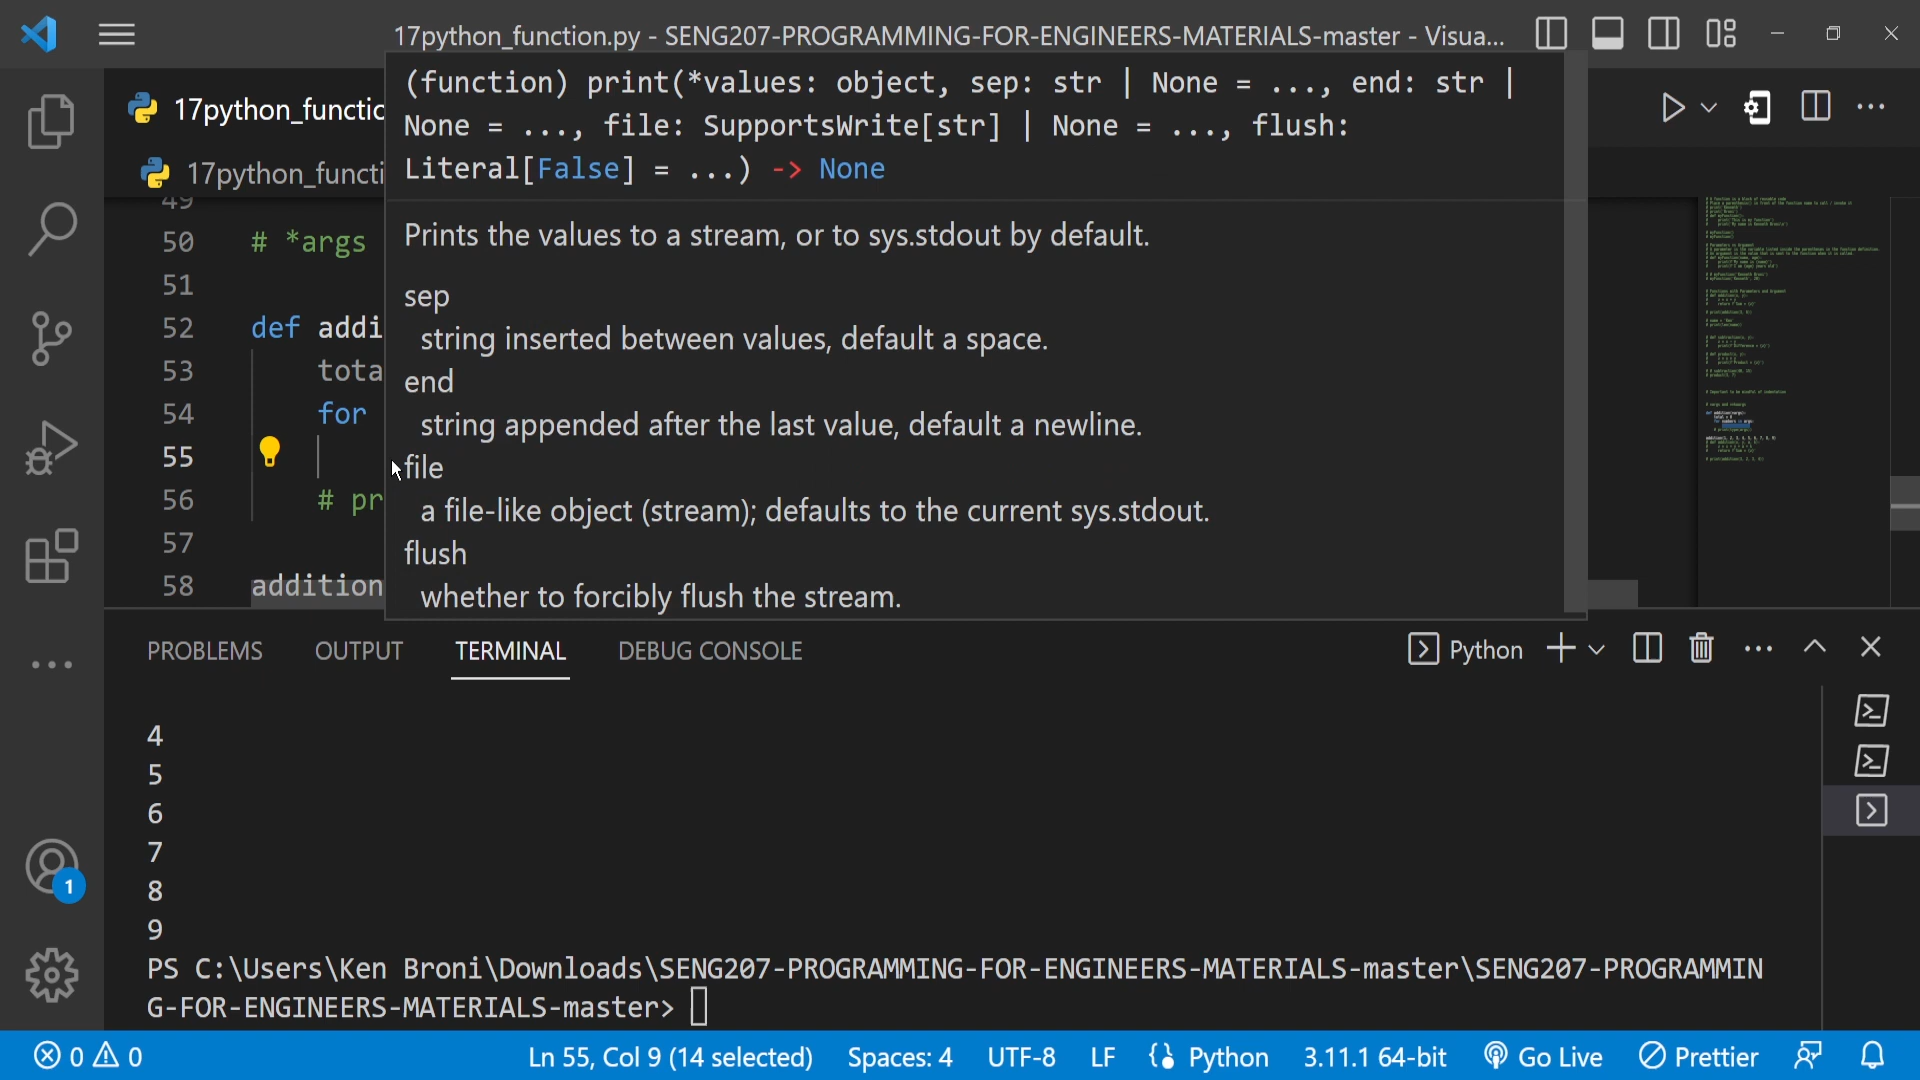 17python_function.py - SENG207-PROGRAMMING-FOR-ENGINEERS-MATERIALS-master - Visua...
17python_functio
17python_functi
(function) print(*values: object, sep: str | None = ..., end: str |
None = ..., file: SupportsWrite[str] | None = ..., flush:
Literal[False] = ...) -> None
Prints the values to a stream, or to sys.stdout by default.
sep
string inserted between values, default a space.
end
string appended after the last value, default a newline.
file
a file-like object (stream); defaults to the current sys.stdout.
flush
whether to forcibly flush the stream.
49
50 # *args
51
52 def addi
53 tota
54 for
55
56 # pr
57
58 addition
PROBLEMS OUTPUT TERMINAL DEBUG CONSOLE Python
4
5
6
7
8
9
PS C:\Users\Ken Broni\Downloads\SENG207-PROGRAMMING-FOR-ENGINEERS-MATERIALS-master\SENG207-PROGRAMMIN
G-FOR-ENGINEERS-MATERIALS-master>
1
0 0 Ln 55, Col 9 (14 selected) Spaces: 4 UTF-8 LF Python 3.11.1 64-bit Go Live Prettier